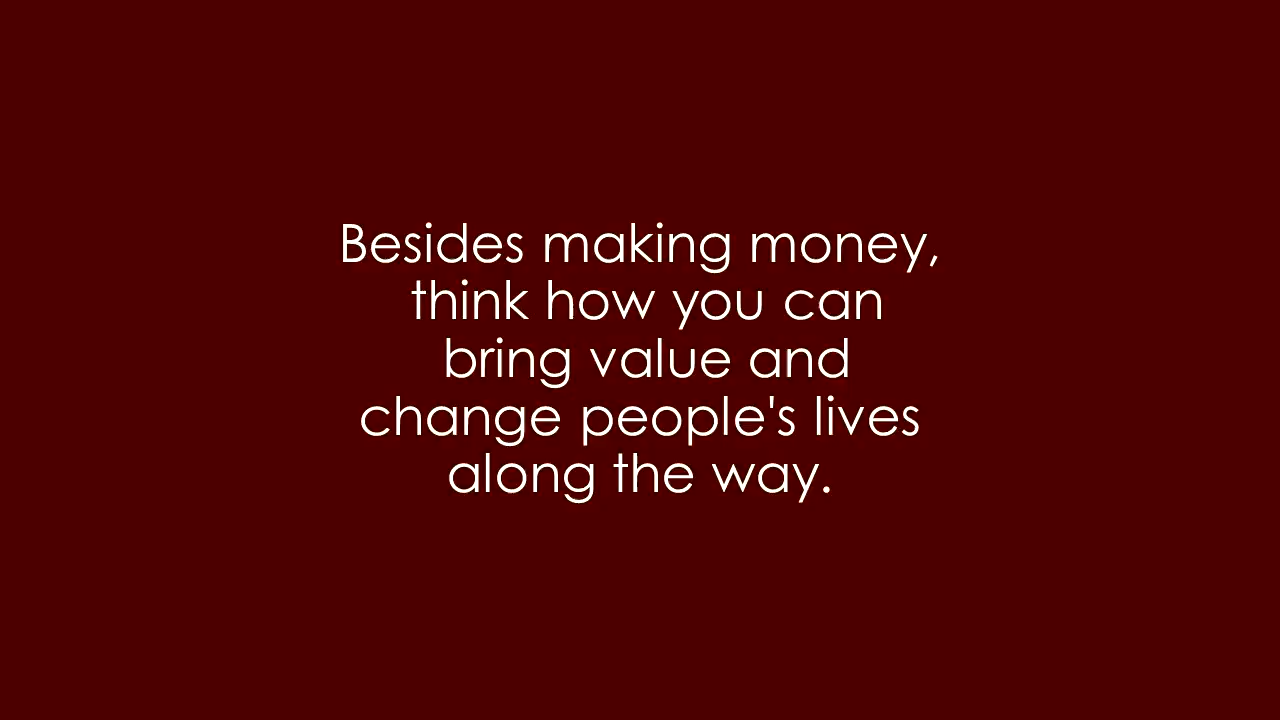 Besides making money,
think how you can
bring value and
change people's lives
along the way.